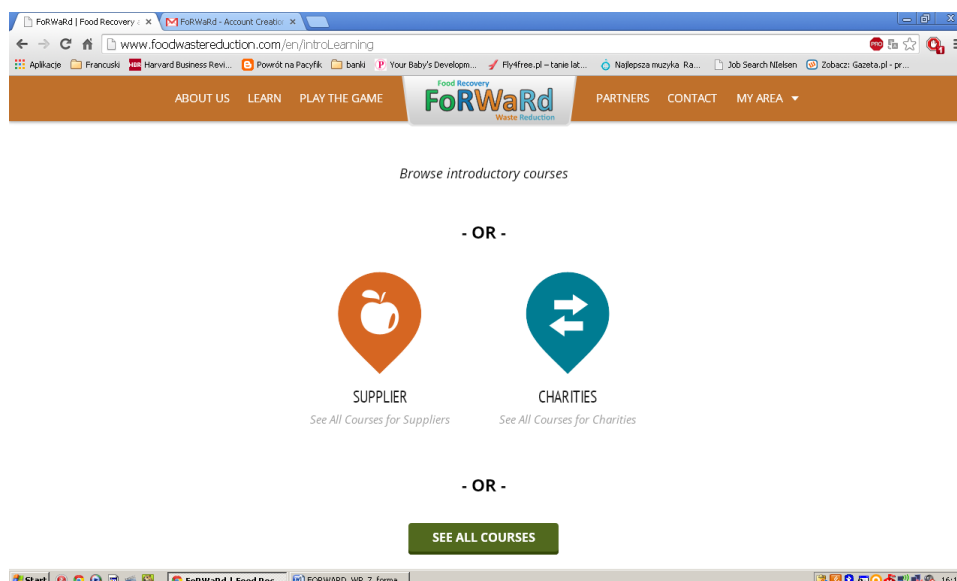 FoRWaRd | Food Recovery
FoRWaRd - Account Creation
www.foodwastereduction.com/en/introLearning
PRO
Aplikacje Francuski HBR Harvard Business Revi... Powrót na Pacyfik banki P Your Baby's Developm... Fly4free.pl – tanie lat... Najlepsza muzyka Ra... Job Search NIelsen Zobacz: Gazeta.pl - pr...
ABOUT US LEARN PLAY THE GAME
Food Recovery
FoRWaRd
Waste Reduction
PARTNERS CONTACT MY AREA
Browse introductory courses
- OR -
SUPPLIER CHARITIES
See All Courses for Suppliers See All Courses for Charities
- OR -
SEE ALL COURSES
Start FoRWaRd | Food Rec... FORWARD_WP_7_forma...